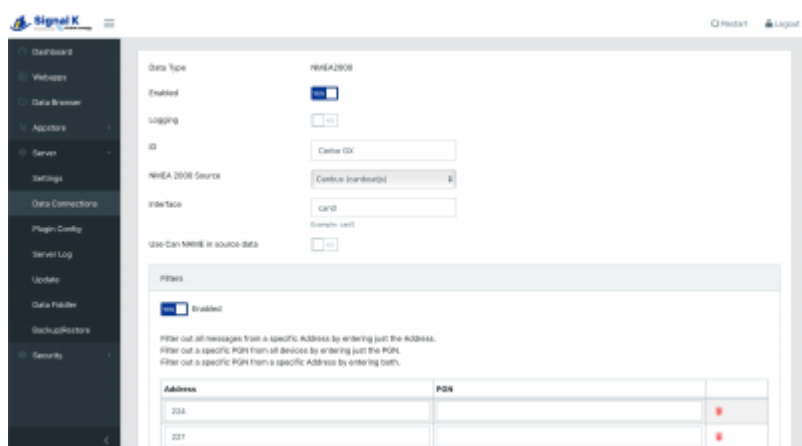 Signal K
Restart
Logout
Dashboard
Webapps
Data Browser
Appstore
Server
Settings
Data Connections
Plugin Config
Server Log
Update
Data Fiddler
Backup/Restore
Security
Data Type NMEA2000
Enabled YES
Logging NO
ID Cerbo GX
NMEA 2000 Source Canbus (canboatjs)
Interface can0
Example: can0
Use Can NAME in source data NO
Filters
YES Enabled
Filter out all messages from a specific Address by entering just the Address.
Filter out a specific PGN from all devices by entering just the PGN.
Filter out a specific PGN from a specific Address by entering both.
Address PGN
224
227